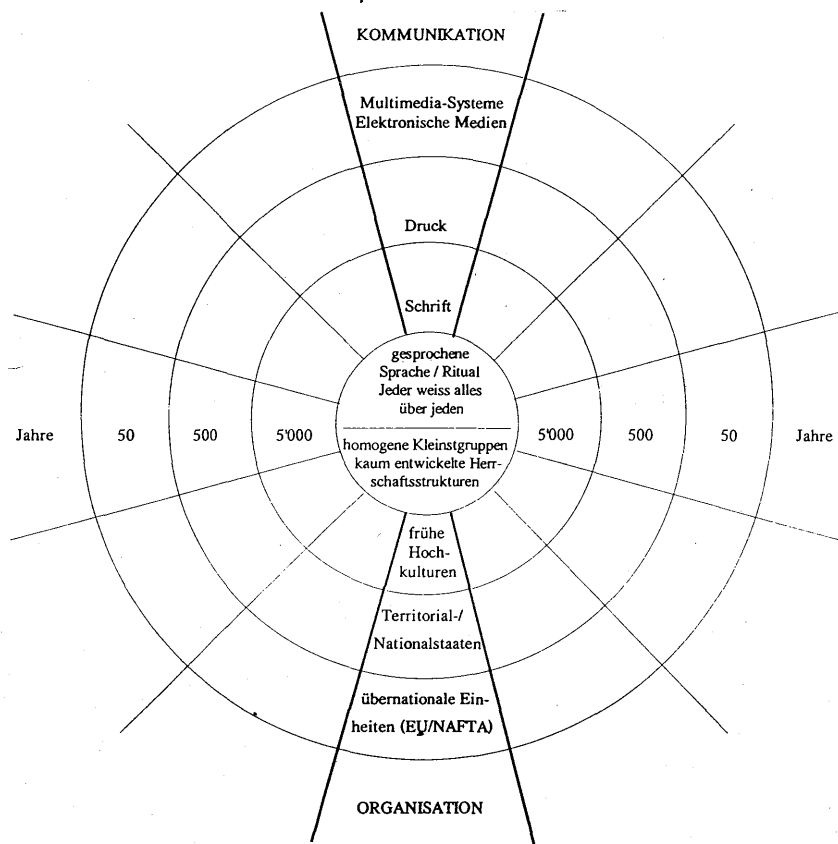 KOMMUNIKATION
Multimedia-Systeme
Elektronische Medien
Druck
Schrift
gesprochene
Sprache / Ritual
Jeder weiss alles
über jeden
Jahre 50 500 5'000 5'000 500 50 Jahre
homogene Kleinstgruppen
kaum entwickelte Herr-
schaftsstrukturen
frühe
Hoch-
kulturen
Territorial-/
Nationalstaaten
übernationale Ein-
heiten (EU/NAFTA)
ORGANISATION